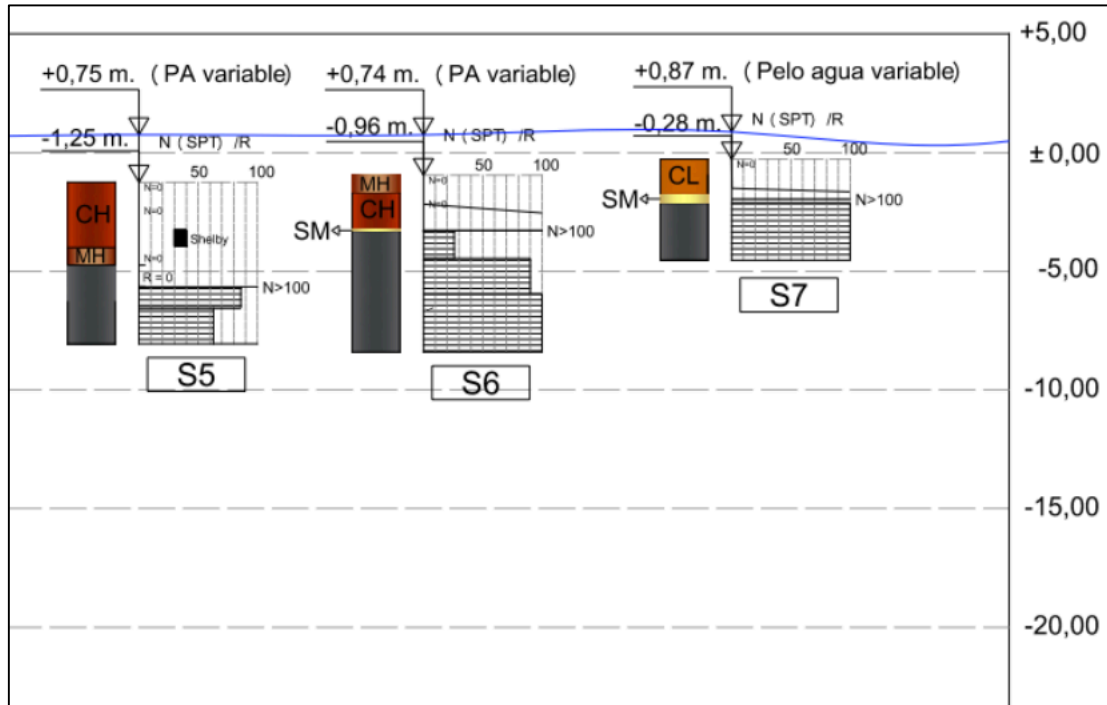 +5,00
+0,75 m. ( PA variable)
+0,74 m. ( PA variable)
+0,87 m. ( Pelo agua variable)
-1,25 m. N ( SPT) /R
-0,96 m. N ( SPT) /R
-0,28 m. N ( SPT) /R
± 0,00
50 100
50 100
50 100
CH
N=0
N=0
Shelby
MH
N=0
R = 0
N>100
MH
N=0
CH
N=0
SM
N>100
CL
N=0
SM
N>100
-5,00
S5
S6
S7
-10,00
-15,00
-20,00